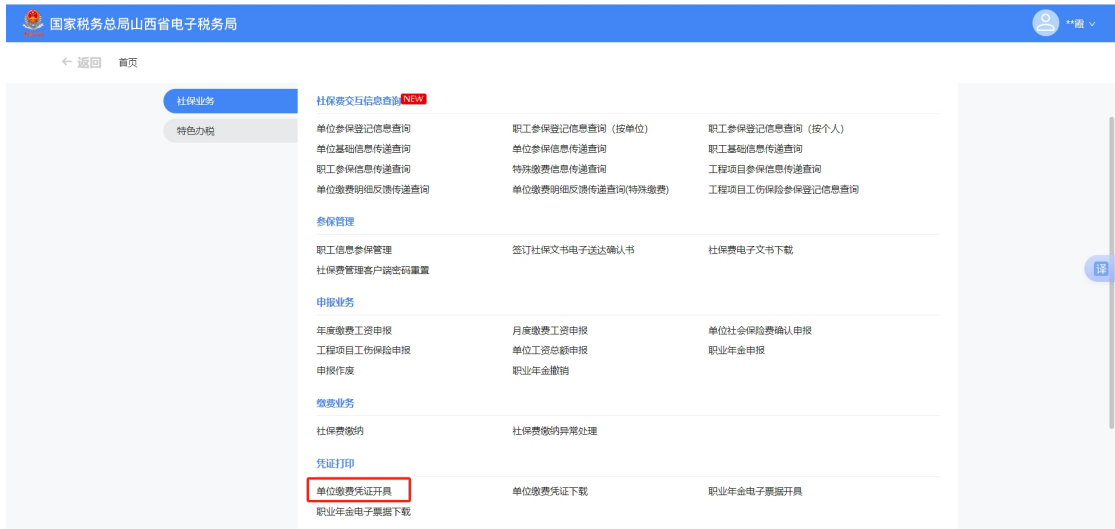 国家税务总局山西省电子税务局
**霞
← 返回 首页
社保业务
特色办税
社保费交互信息查询 NEW
单位参保登记信息查询 职工参保登记信息查询（按单位） 职工参保登记信息查询（按个人）
单位基础信息传递查询 单位参保信息传递查询 职工基础信息传递查询
职工参保信息传递查询 特殊缴费信息传递查询 工程项目参保信息传递查询
单位缴费明细反馈传递查询 单位缴费明细反馈传递查询(特殊缴费) 工程项目工伤保险参保登记信息查询
参保管理
职工信息参保管理 签订社保文书电子送达确认书 社保费电子文书下载
社保费管理客户端密码重置
译
申报业务
年度缴费工资申报 月度缴费工资申报 单位社会保险费确认申报
工程项目工伤保险申报 单位工资总额申报 职业年金申报
申报作废 职业年金撤销
缴费业务
社保费缴纳 社保费缴纳异常处理
凭证打印
单位缴费凭证开具 单位缴费凭证下载 职业年金电子票据开具
职业年金电子票据下载